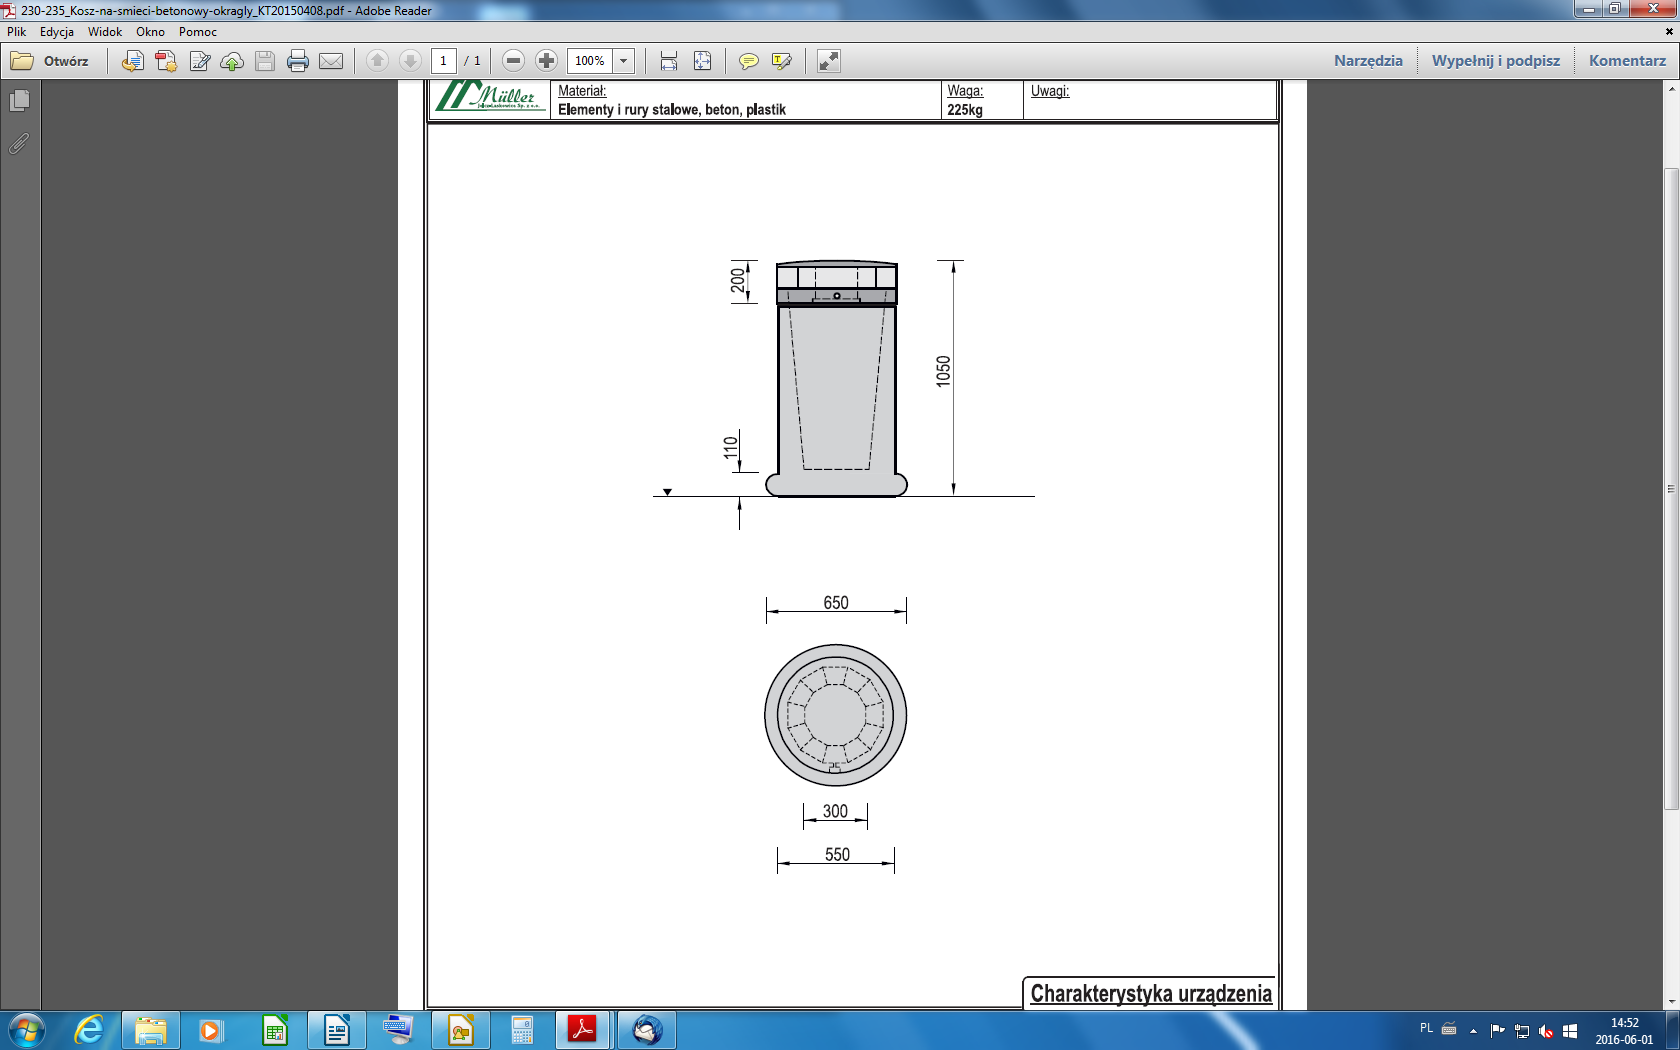 230-235_Kosz-na-smieci-betonowy-okragly_KT20150408.pdf - Adobe Reader
Plik Edycja Widok Okno Pomoc
Otwórz 1 / 1 100% Narzędzia Wypełnij i podpisz Komentarz
Müller
Materiał:
Elementy i rury stalowe, beton, plastik
Waga:
225kg
Uwagi:
200
1050
110
650
300
550
Charakterystyka urządzenia
PL
14:52
2016-06-01